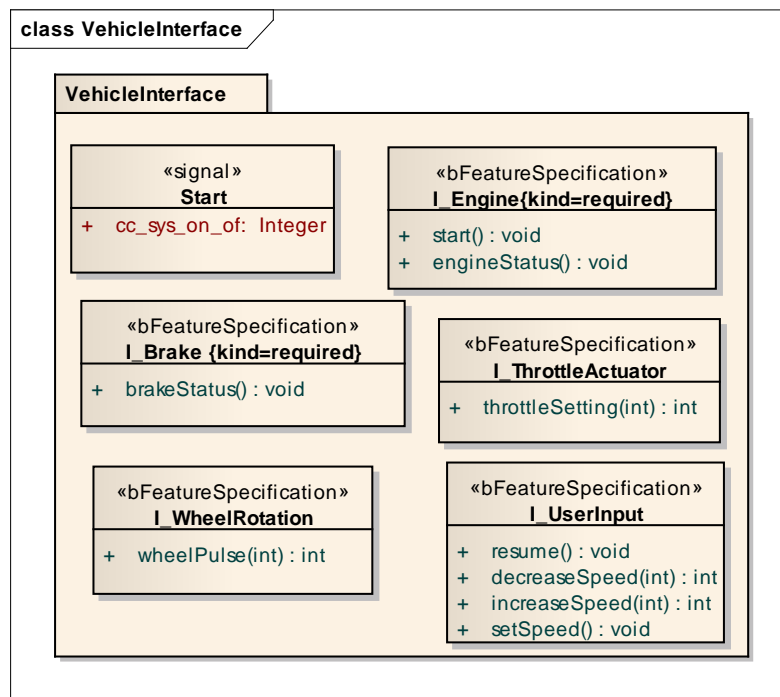 class VehicleInterface
VehicleInterface
«signal»
Start
+ cc_sys_on_of: Integer
«bFeatureSpecification»
I_Engine{kind=required}
+ start() : void
+ engineStatus() : void
«bFeatureSpecification»
I_Brake {kind=required}
+ brakeStatus() : void
«bFeatureSpecification»
I_ThrottleActuator
+ throttleSetting(int) : int
«bFeatureSpecification»
I_WheelRotation
+ wheelPulse(int) : int
«bFeatureSpecification»
I_UserInput
+ resume() : void
+ decreaseSpeed(int) : int
+ increaseSpeed(int) : int
+ setSpeed() : void